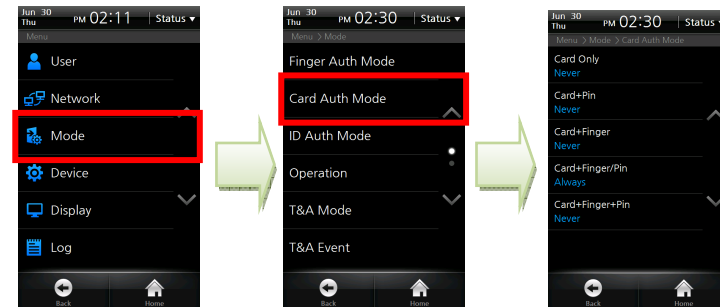 Jun 30
Thu
PM 02:11
Status ▾
Menu
User
Network
Mode
Device
Display
Log
Back
Home
Jun 30
Thu
PM 02:30
Status ▾
Menu > Mode
Finger Auth Mode
Card Auth Mode
ID Auth Mode
Operation
T&A Mode
T&A Event
Back
Home
Jun 30
Thu
PM 02:30
Status ▾
Menu > Mode > Card Auth Mode
Card Only
Never
Card+Pin
Never
Card+Finger
Never
Card+Finger/Pin
Always
Card+Finger+Pin
Never
Back
Home